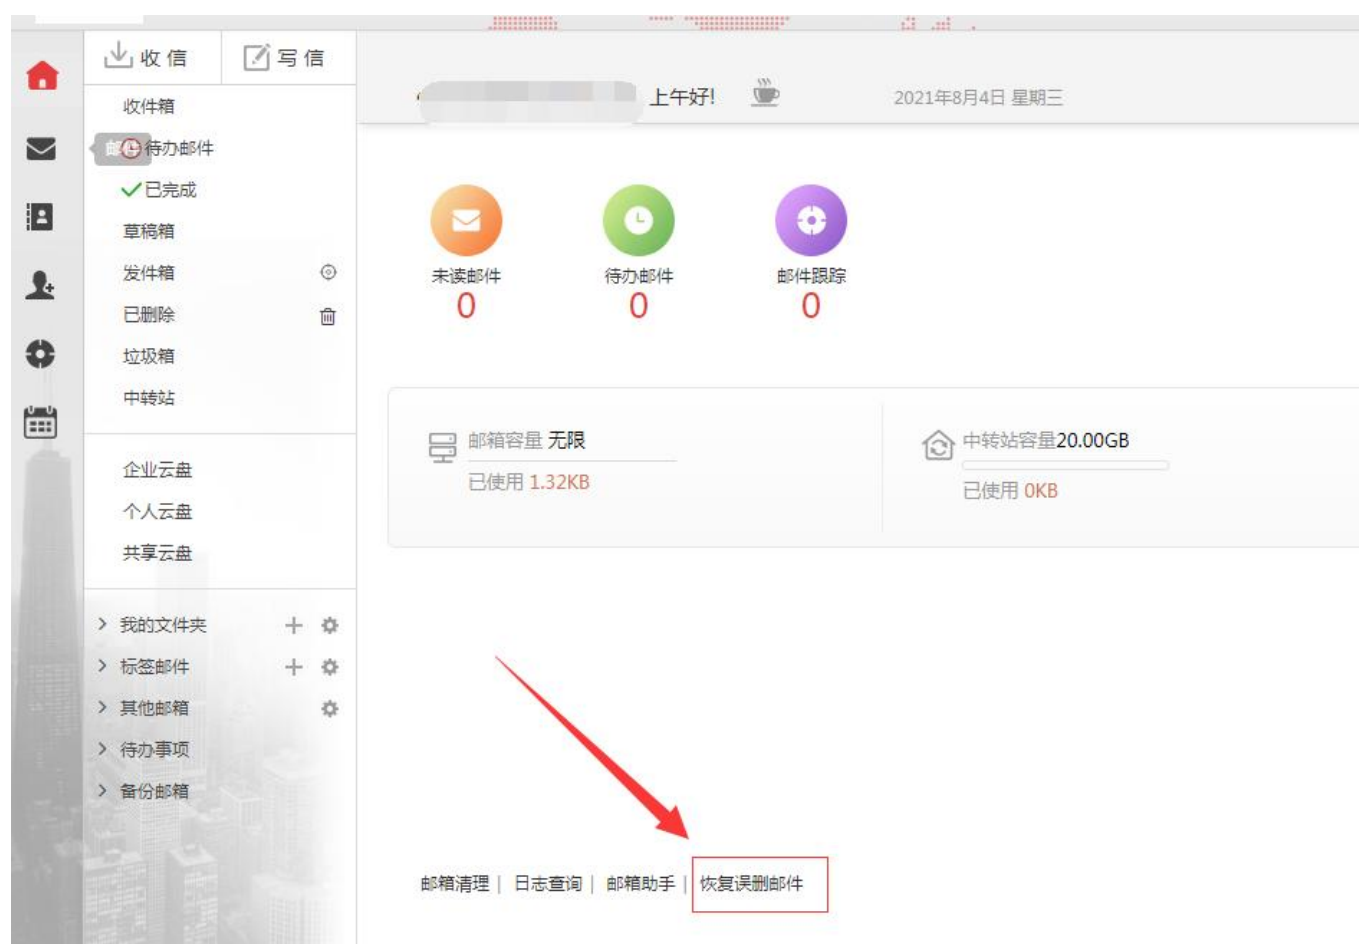 收信
写信
收件箱
邮件
待办邮件
已完成
草稿箱
发件箱
已删除
垃圾箱
中转站
企业云盘
个人云盘
共享云盘
我的文件夹
标签邮件
其他邮箱
待办事项
备份邮箱
上午好!
2021年8月4日 星期三
未读邮件
0
待办邮件
0
邮件跟踪
0
邮箱容量 无限
已使用 1.32KB
中转站容量20.00GB
已使用 0KB
邮箱清理| 日志查询| 邮箱助手| 恢复误删邮件